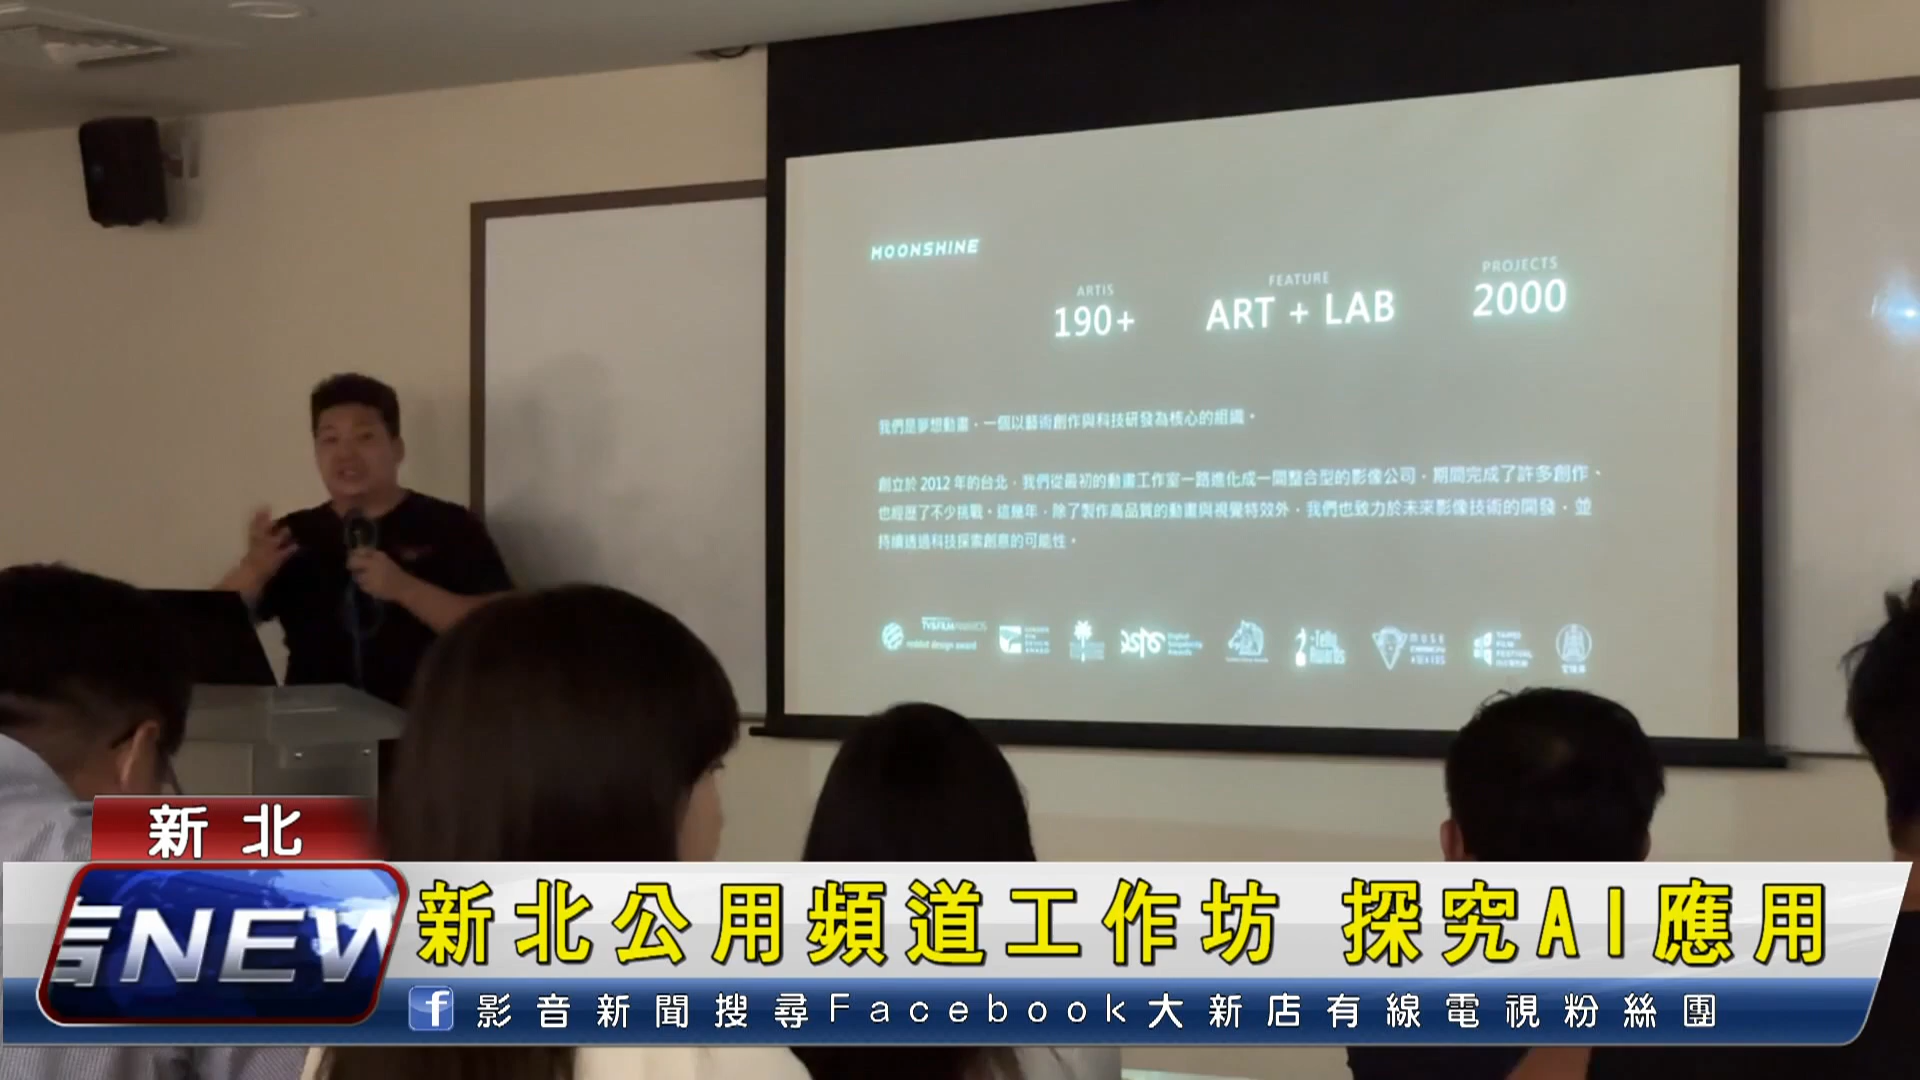 MOONSHINE
ARTIS
190+
FEATURE
ART + LAB
PROJECTS
2000
我們是夢想動畫，一個以藝術創作與科技研發為核心的組織。
創立於 2012 年的台北，我們從最初的動畫工作室一路進化成一間整合型的影像公司，期間完成了許多創作、
也經歷了不少挑戰。這幾年，除了製作高品質的動畫與視覺特效外，我們也致力於未來影像技術的開發，並
持續透過科技探索創意的可能性。
reddot design award
Telly Awards
MUSE
新北
NEW
新北公用頻道工作坊 探究AI應用
影音新聞搜尋Facebook大新店有線電視粉絲團